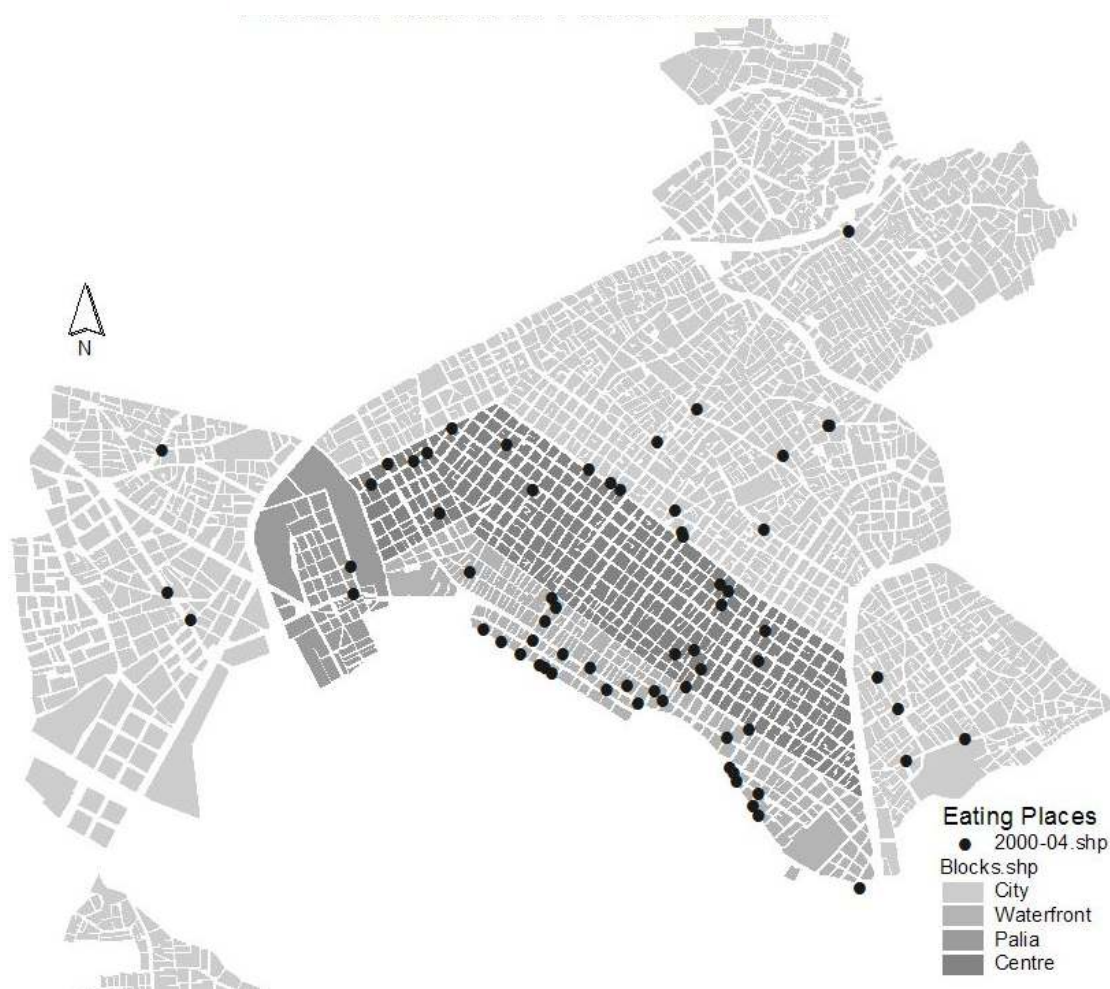 N
Eating Places
2000-04.shp
Blocks.shp
City
Waterfront
Palia
Centre